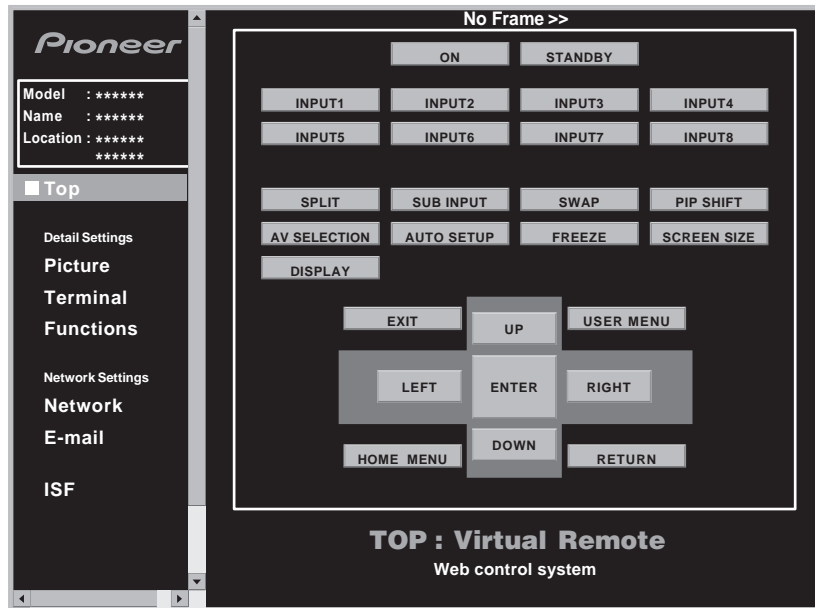 Pioneer
Model : ******
Name : ******
Location : ******
******
Top
Detail Settings
Picture
Terminal
Functions
Network Settings
Network
E-mail
ISF
No Frame >>
ON STANDBY
INPUT1 INPUT2 INPUT3 INPUT4
INPUT5 INPUT6 INPUT7 INPUT8
SPLIT SUB INPUT SWAP PIP SHIFT
AV SELECTION AUTO SETUP FREEZE SCREEN SIZE
DISPLAY
EXIT UP USER MENU
LEFT ENTER RIGHT
HOME MENU DOWN RETURN
TOP : Virtual Remote
Web control system